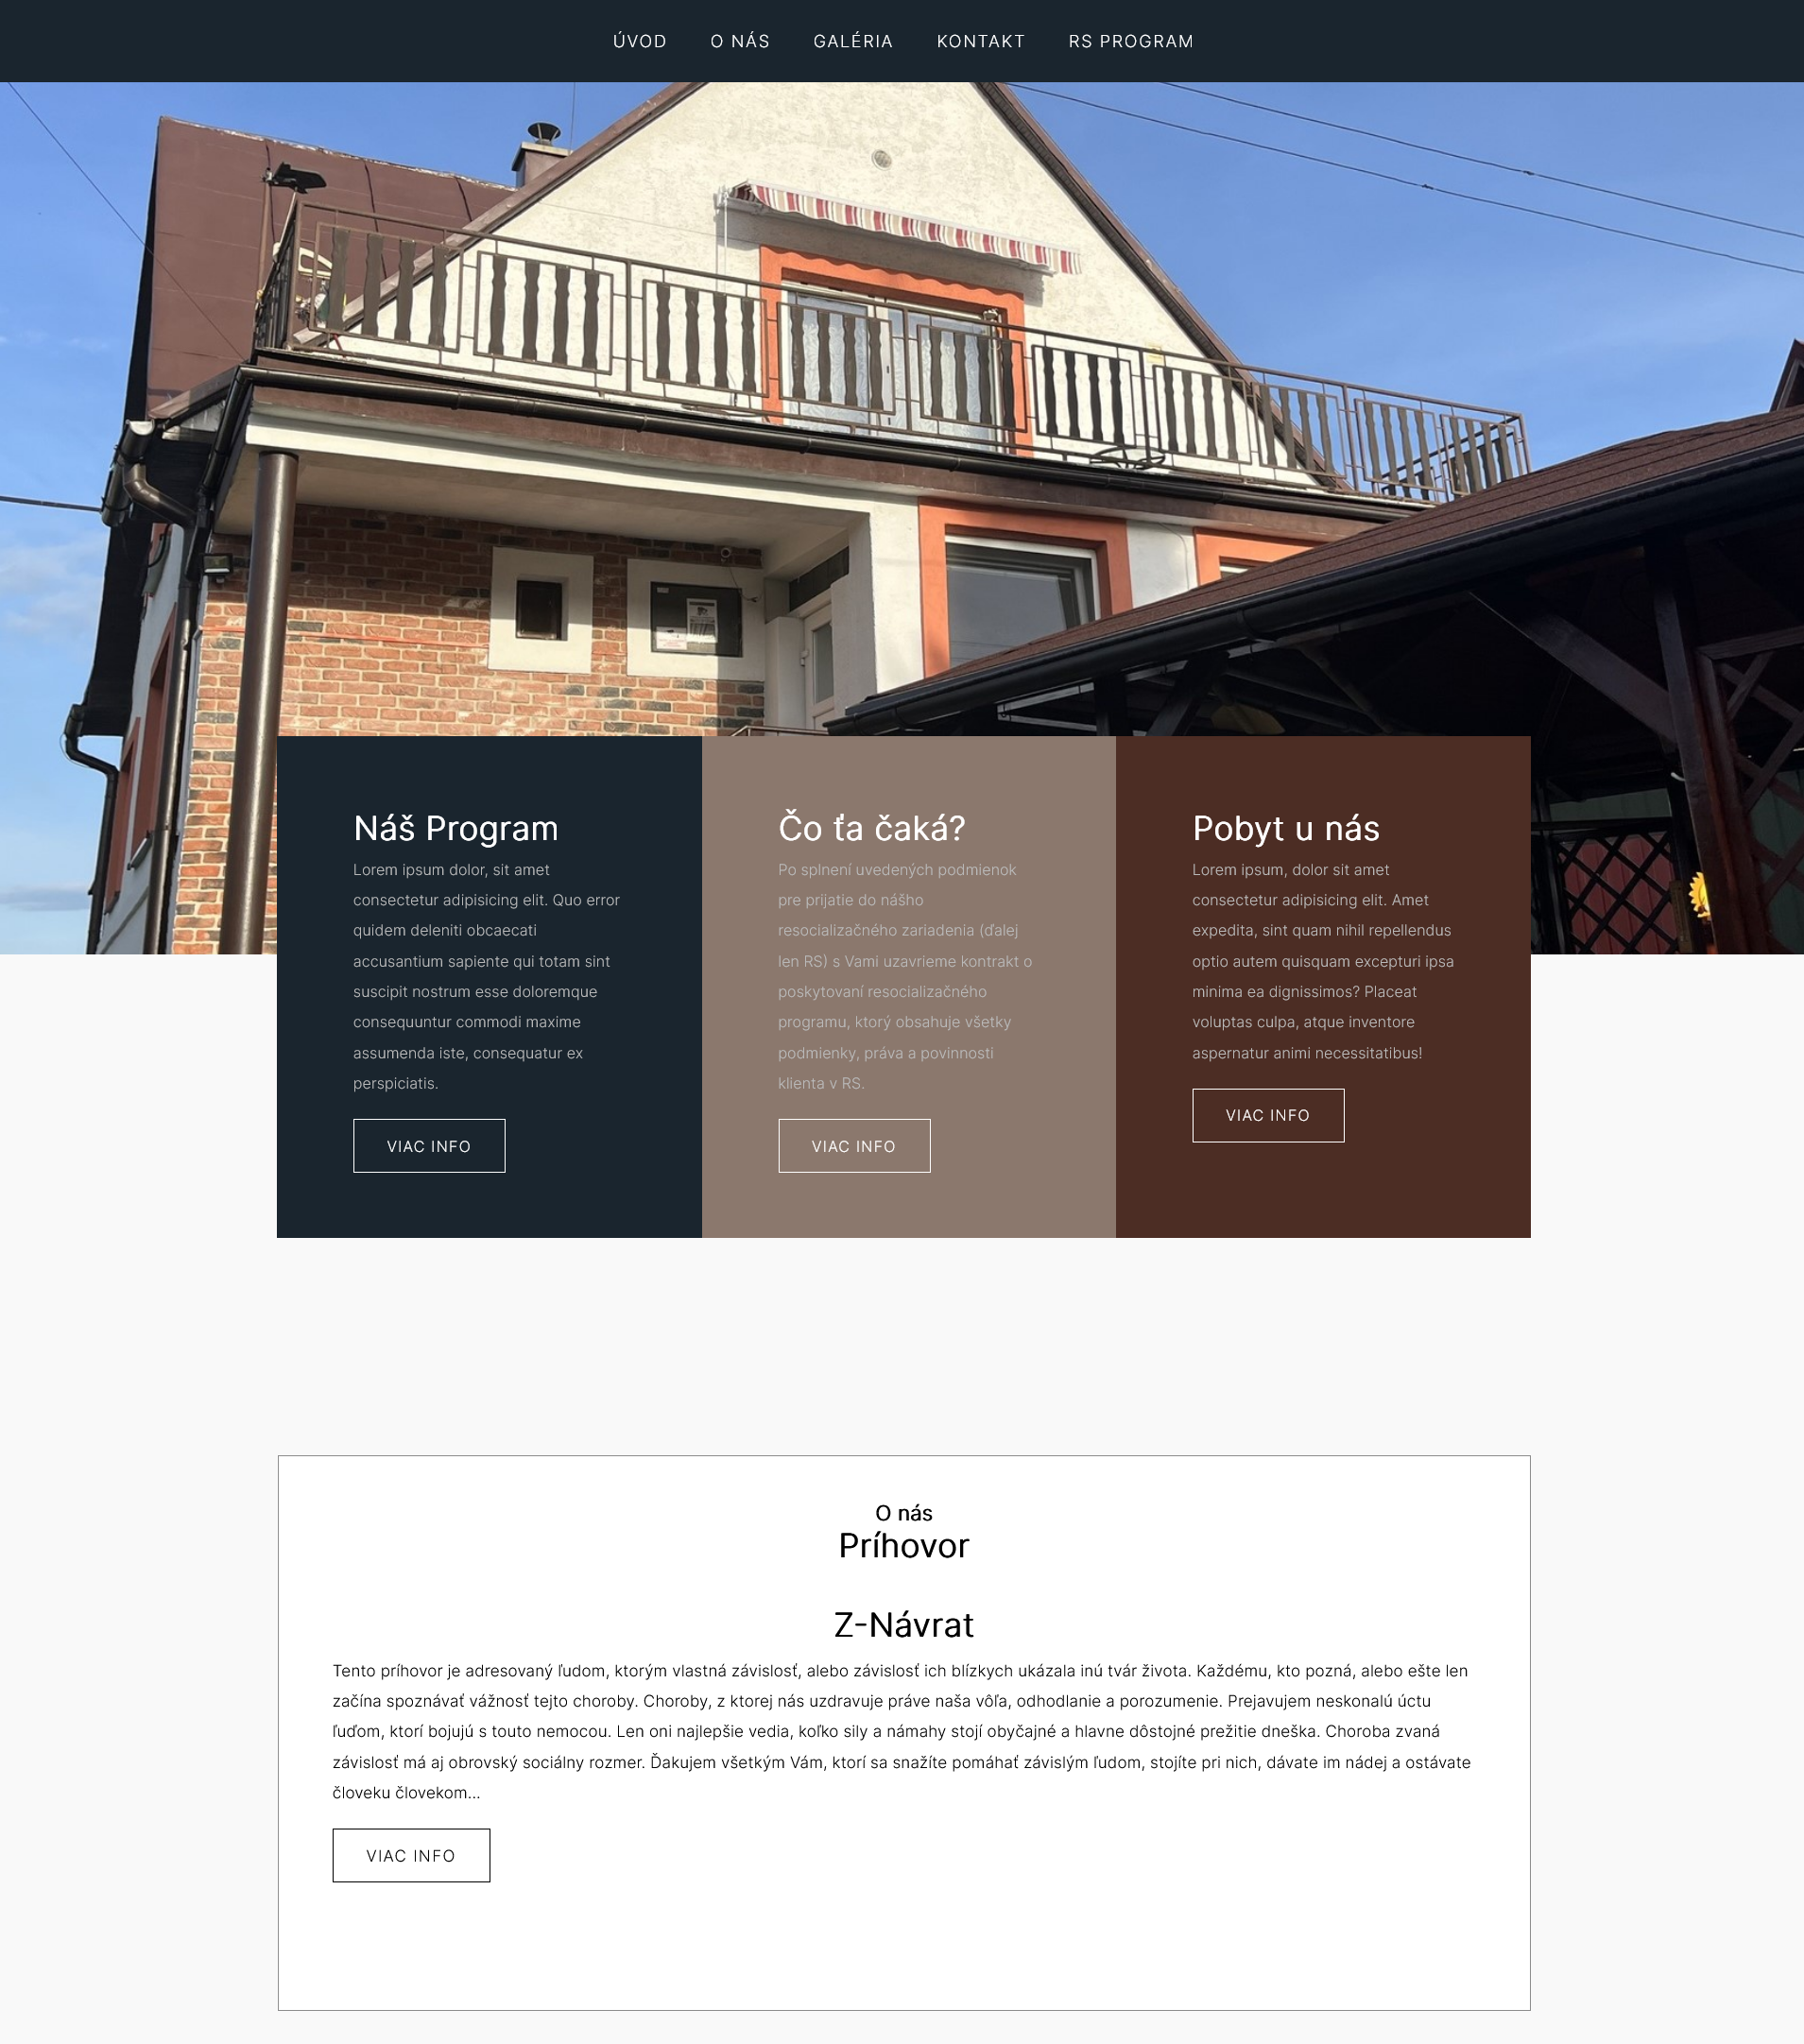 ÚVOD O NÁS GALÉRIA KONTAKT RS PROGRAM
Náš Program
Lorem ipsum dolor, sit amet
consectetur adipisicing elit. Quo error
quidem deleniti obcaecati
accusantium sapiente qui totam sint
suscipit nostrum esse doloremque
consequuntur commodi maxime
assumenda iste, consequatur ex
perspiciatis.
VIAC INFO
Čo ťa čaká?
Po splnení uvedených podmienok
pre prijatie do nášho
resocializačného zariadenia (ďalej
len RS) s Vami uzavrieme kontrakt o
poskytovaní resocializačného
programu, ktorý obsahuje všetky
podmienky, práva a povinnosti
klienta v RS.
VIAC INFO
Pobyt u nás
Lorem ipsum, dolor sit amet
consectetur adipisicing elit. Amet
expedita, sint quam nihil repellendus
optio autem quisquam excepturi ipsa
minima ea dignissimos? Placeat
voluptas culpa, atque inventore
aspernatur animi necessitatibus!
VIAC INFO
O nás
Príhovor
Z-Návrat
Tento príhovor je adresovaný ľudom, ktorým vlastná závislosť, alebo závislosť ich blízkych ukázala inú tvár života. Každému, kto pozná, alebo ešte len
začína spoznávať vážnosť tejto choroby. Choroby, z ktorej nás uzdravuje práve naša vôľa, odhodlanie a porozumenie. Prejavujem neskonalú úctu
ľuďom, ktorí bojujú s touto nemocou. Len oni najlepšie vedia, koľko sily a námahy stojí obyčajné a hlavne dôstojné prežitie dneška. Choroba zvaná
závislosť má aj obrovský sociálny rozmer. Ďakujem všetkým Vám, ktorí sa snažíte pomáhať závislým ľudom, stojíte pri nich, dávate im nádej a ostávate
človeku človekom...
VIAC INFO